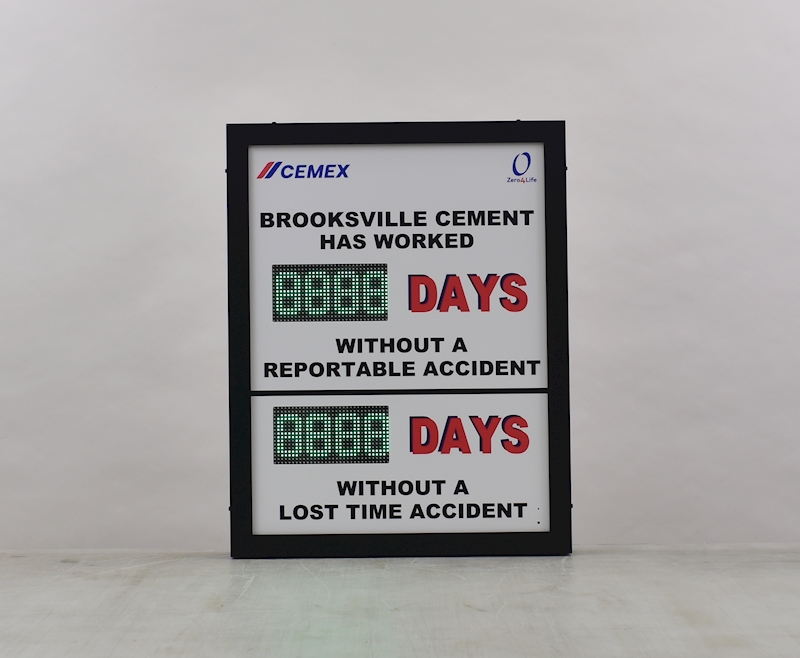 CEMEX
Zero4Life
BROOKSVILLE CEMENT
HAS WORKED
DAYS
WITHOUT A
REPORTABLE ACCIDENT
DAYS
WITHOUT A
LOST TIME ACCIDENT